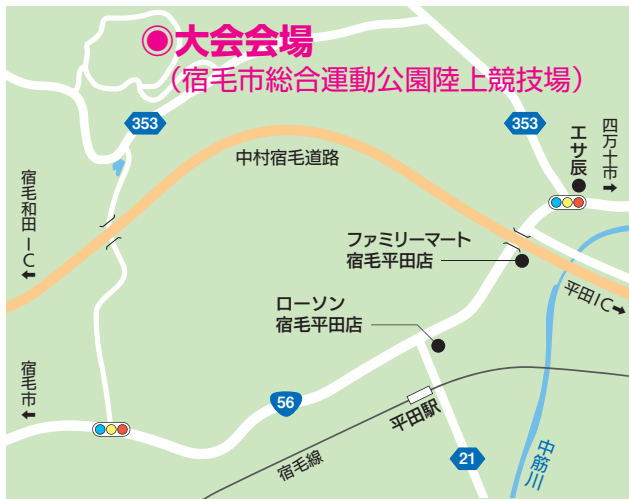 ◉大会会場
（宿毛市総合運動公園陸上競技場）
353
353
中村宿毛道路
エサ辰
四万十市➡
宿毛和田IC⬅
ファミリーマート
宿毛平田店
平田IC➡
ローソン
宿毛平田店
宿毛市⬅
56
平田駅
宿毛線
21
中筋川